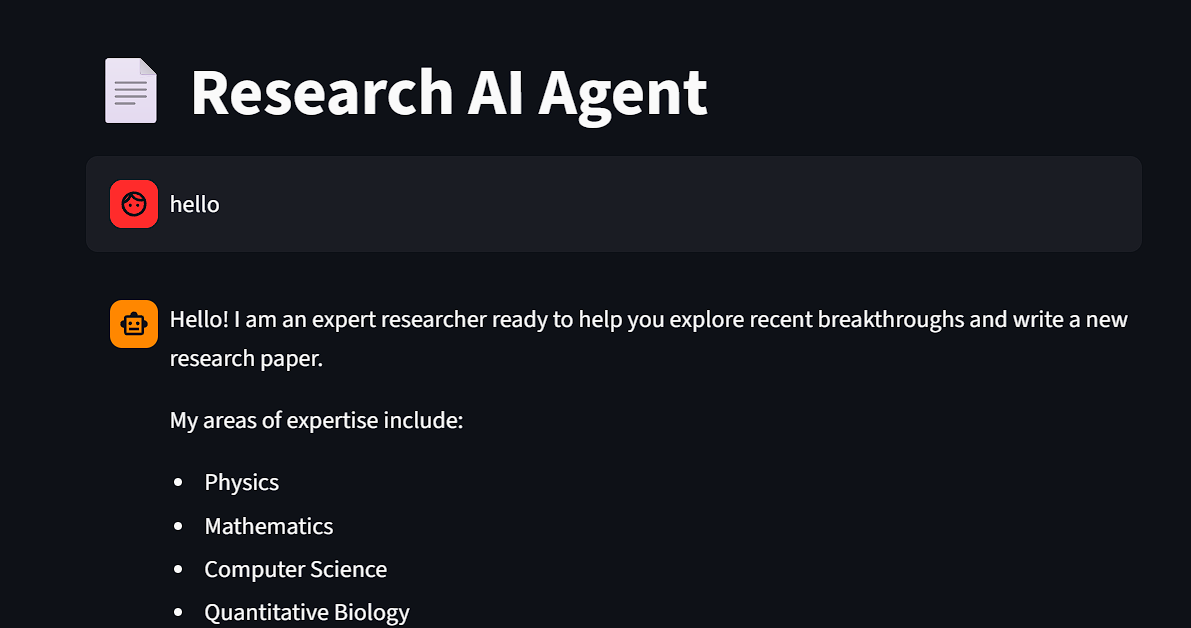 Research AI Agent
hello
Hello! I am an expert researcher ready to help you explore recent breakthroughs and write a new
research paper.
My areas of expertise include:
• Physics
• Mathematics
• Computer Science
• Quantitative Biology